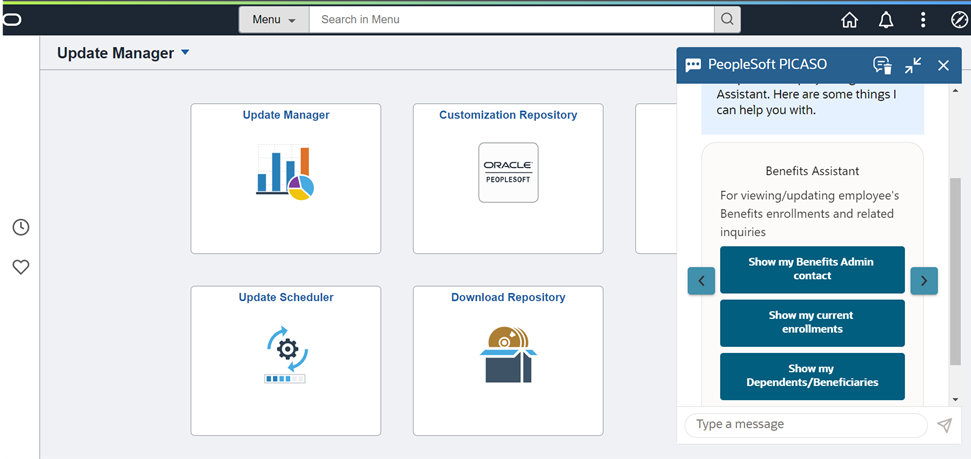 Menu
Search in Menu
Update Manager
Update Manager
Customization Repository
ORACLE
PEOPLESOFT
Update Scheduler
Download Repository
PeopleSoft PICASO
Assistant. Here are some things I
can help you with.
Benefits Assistant
For viewing/updating employee's
Benefits enrollments and related
inquiries
Show my Benefits Admin
contact
Show my current
enrollments
Show my
Dependents/Beneficiaries
Type a message